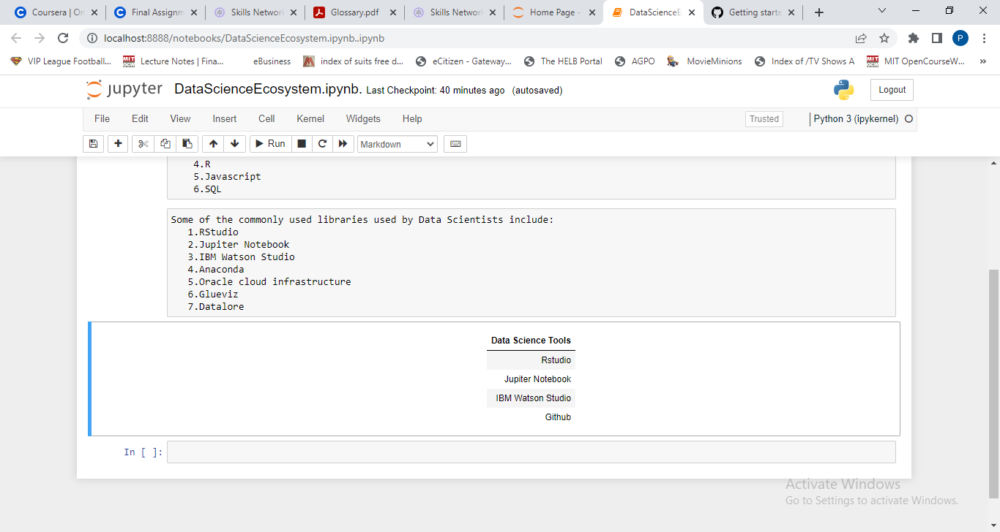 Coursera | On
Final Assignm
Skills Network
Glossary.pdf
Skills Network
Home Page -
DataScienceE
Getting starte
localhost:8888/notebooks/DataScienceEcosystem.ipynb..ipynb
P
VIP League Football...
MIT OCW
Lecture Notes | Fina...
eBusiness
index of suits free d...
eCitizen - Gateway...
The HELB Portal
AGPO
MovieMinions
Index of /TV Shows A
MIT OCW
MIT OpenCourseW...
»
jupyter DataScienceEcosystem.ipynb. Last Checkpoint: 40 minutes ago (autosaved)
Logout
File Edit View Insert Cell Kernel Widgets Help
Trusted
Python 3 (ipykernel)
Run
Markdown
4.R
5.Javascript
6.SQL
Some of the commonly used libraries used by Data Scientists include:
1.RStudio
2.Jupiter Notebook
3.IBM Watson Studio
4.Anaconda
5.Oracle cloud infrastructure
6.Glueviz
7.Datalore
Data Science Tools
Rstudio
Jupiter Notebook
IBM Watson Studio
Github
In [ ]:
Activate Windows
Go to Settings to activate Windows.